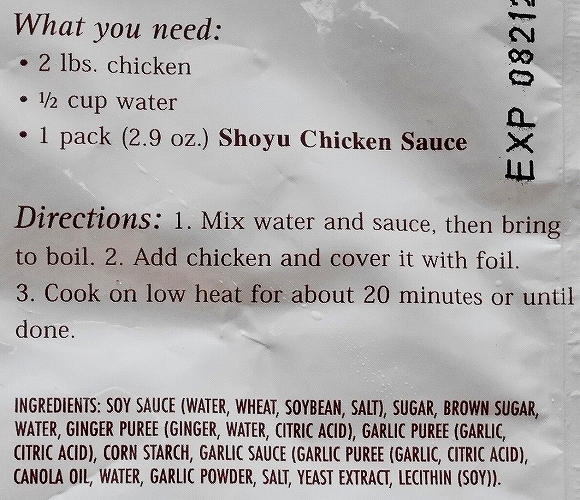 What you need:
• 2 lbs. chicken
• ½ cup water
• 1 pack (2.9 oz.) Shoyu Chicken Sauce
EXP 08212
Directions: 1. Mix water and sauce, then bring
to boil. 2. Add chicken and cover it with foil.
3. Cook on low heat for about 20 minutes or until
done.
INGREDIENTS: SOY SAUCE (WATER, WHEAT, SOYBEAN, SALT), SUGAR, BROWN SUGAR,
WATER, GINGER PUREE (GINGER, WATER, CITRIC ACID), GARLIC PUREE (GARLIC,
CITRIC ACID), CORN STARCH, GARLIC SAUCE (GARLIC PUREE (GARLIC, CITRIC ACID),
CANOLA OIL, WATER, GARLIC POWDER, SALT, YEAST EXTRACT, LECITHIN (SOY)).